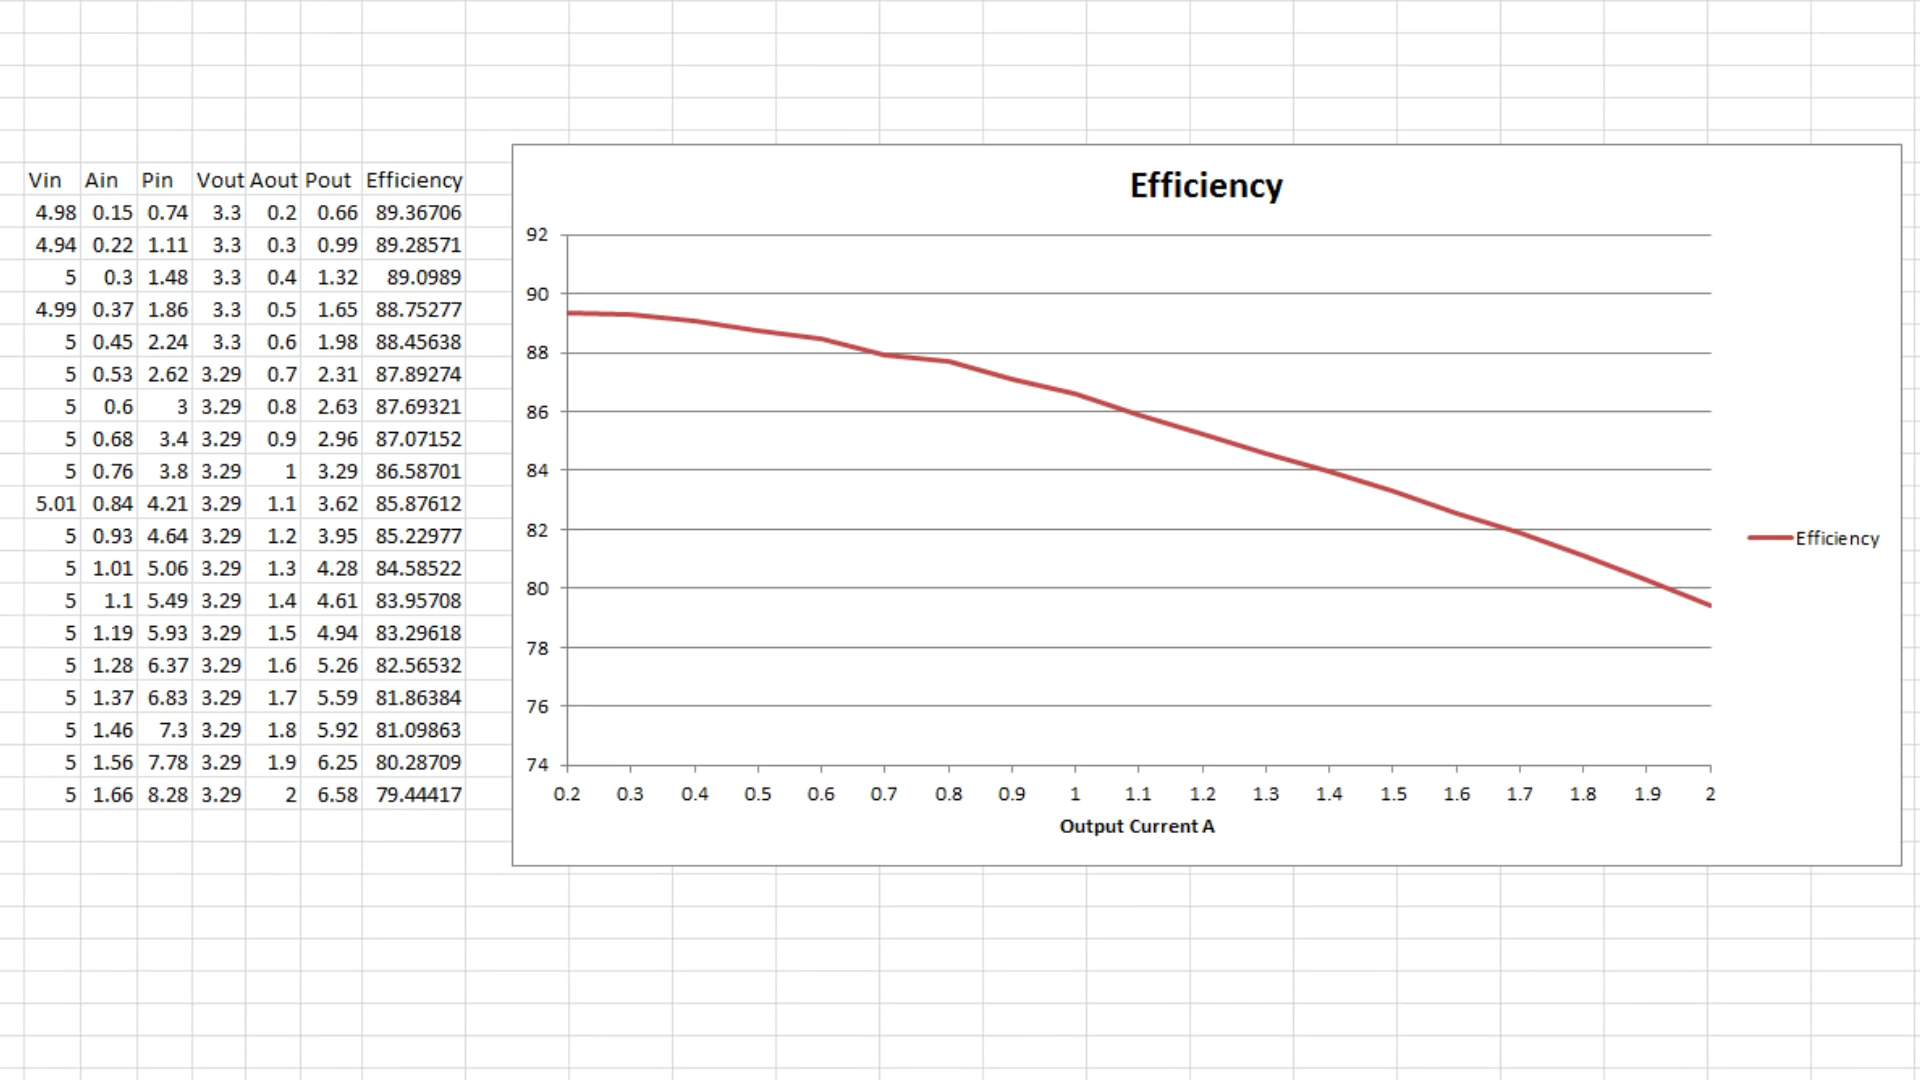 Vin Ain Pin Vout Aout Pout Efficiency
4.98 0.15 0.74 3.3 0.2 0.66 89.36706
4.94 0.22 1.11 3.3 0.3 0.99 89.28571
5 0.3 1.48 3.3 0.4 1.32 89.0989
4.99 0.37 1.86 3.3 0.5 1.65 88.75277
5 0.45 2.24 3.3 0.6 1.98 88.45638
5 0.53 2.62 3.29 0.7 2.31 87.89274
5 0.6 3 3.29 0.8 2.63 87.69321
5 0.68 3.4 3.29 0.9 2.96 87.07152
5 0.76 3.8 3.29 1 3.29 86.58701
5.01 0.84 4.21 3.29 1.1 3.62 85.87612
5 0.93 4.64 3.29 1.2 3.95 85.22977
5 1.01 5.06 3.29 1.3 4.28 84.58522
5 1.1 5.49 3.29 1.4 4.61 83.95708
5 1.19 5.93 3.29 1.5 4.94 83.29618
5 1.28 6.37 3.29 1.6 5.26 82.56532
5 1.37 6.83 3.29 1.7 5.59 81.86384
5 1.46 7.3 3.29 1.8 5.92 81.09863
5 1.56 7.78 3.29 1.9 6.25 80.28709
5 1.66 8.28 3.29 2 6.58 79.44417
Efficiency
92
90
88
86
84
82
80
78
76
74
0.2 0.3 0.4 0.5 0.6 0.7 0.8 0.9 1 1.1 1.2 1.3 1.4 1.5 1.6 1.7 1.8 1.9 2
Output Current A
Efficiency